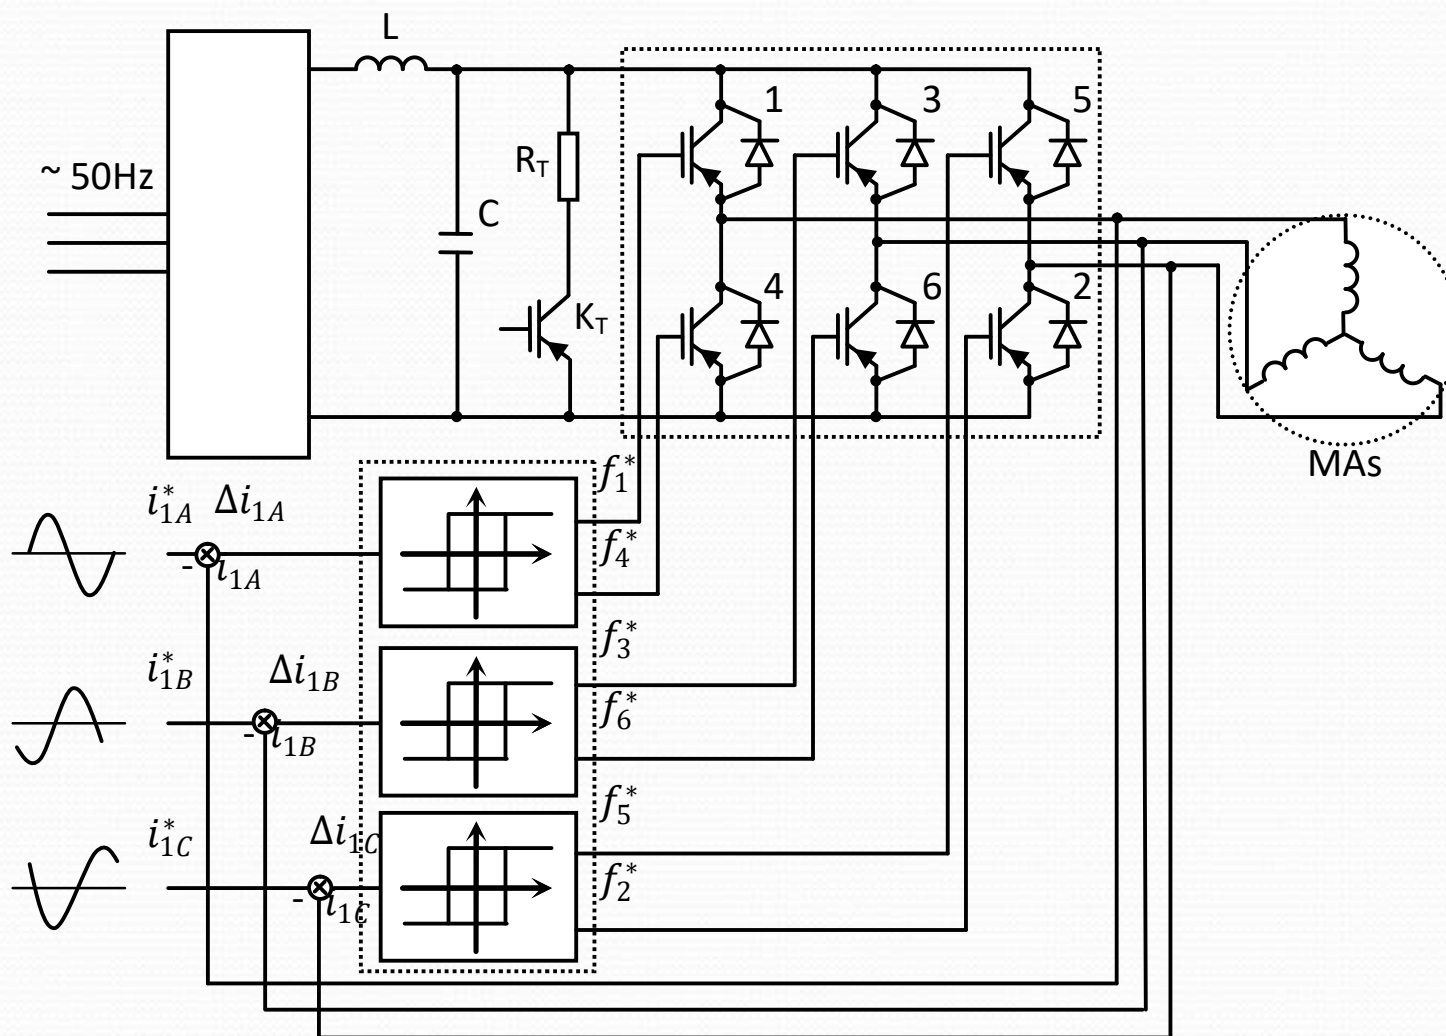 L
1
3
5
~ 50Hz
R_T
C
K_T
4
6
2
MAs
f_1^*
i_{1A}^* Δi_{1A}
f_4^*
- i_{1A}
f_3^*
i_{1B}^* Δi_{1B}
f_6^*
- i_{1B}
f_5^*
i_{1C}^* Δi_{1C}
f_2^*
- i_{1C}